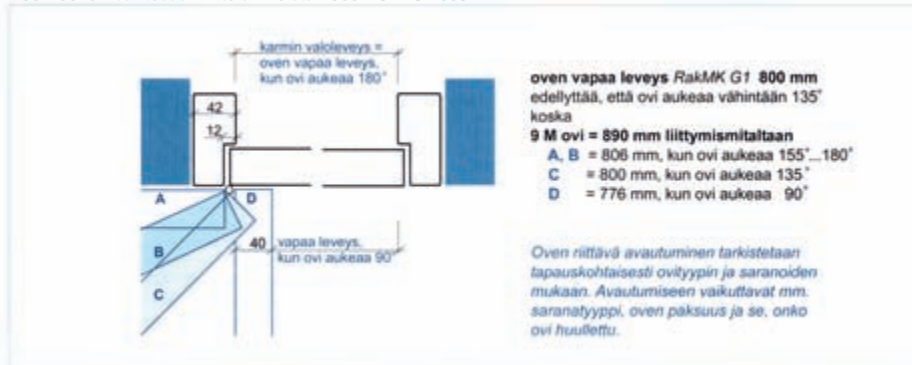 karmin valoleveys =
oven vapaa leveys,
kun ovi aukeaa 180˚
42
12
A
D
B
C
40
vapaa leveys,
kun ovi aukeaa 90˚
oven vapaa leveys RakMK G1 800 mm
edellyttää, että ovi aukeaa vähintään 135˚
koska
9 M ovi = 890 mm liittymismitaltaan
A, B = 806 mm, kun ovi aukeaa 155˚...180˚
C = 800 mm, kun ovi aukeaa 135˚
D = 776 mm, kun ovi aukeaa 90˚
Oven riittävä avautuminen tarkistetaan
tapauskohtaisesti ovityypin ja saranoiden
mukaan. Avautumiseen vaikuttavat mm.
saranatyyppi, oven paksuus ja se, onko
ovi huullettu.